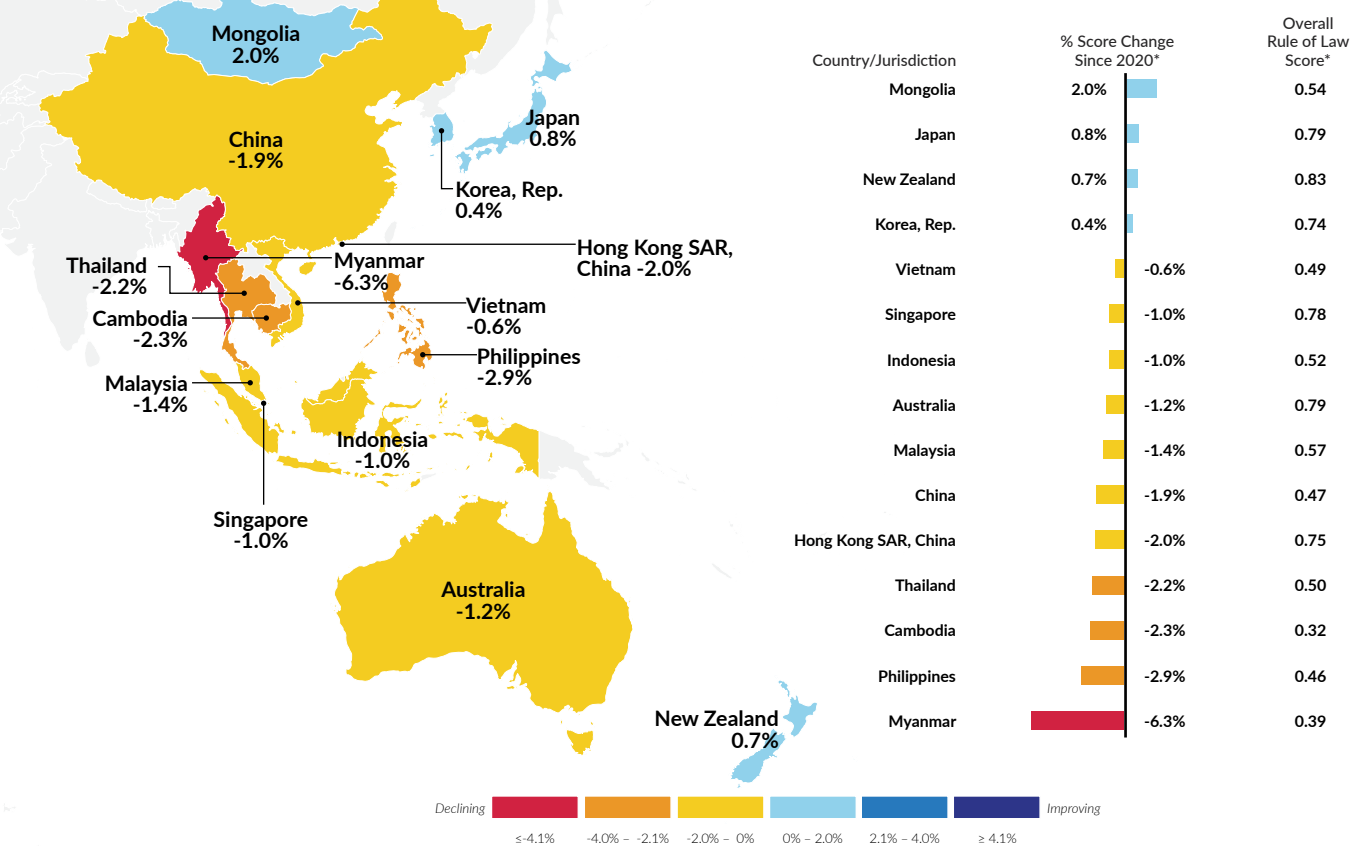 Mongolia
2.0%
China
-1.9%
Japan
0.8%
Korea, Rep.
0.4%
Hong Kong SAR,
China -2.0%
Myanmar
-6.3%
Thailand
-2.2%
Vietnam
-0.6%
Cambodia
-2.3%
Philippines
-2.9%
Malaysia
-1.4%
Indonesia
-1.0%
Singapore
-1.0%
Australia
-1.2%
New Zealand
0.7%
Country/Jurisdiction
% Score Change
Since 2020*
Overall
Rule of Law
Score*
Mongolia 2.0% 0.54
Japan 0.8% 0.79
New Zealand 0.7% 0.83
Korea, Rep. 0.4% 0.74
Vietnam -0.6% 0.49
Singapore -1.0% 0.78
Indonesia -1.0% 0.52
Australia -1.2% 0.79
Malaysia -1.4% 0.57
China -1.9% 0.47
Hong Kong SAR, China -2.0% 0.75
Thailand -2.2% 0.50
Cambodia -2.3% 0.32
Philippines -2.9% 0.46
Myanmar -6.3% 0.39
Declining Improving
≤-4.1% -4.0% – -2.1% -2.0% – 0% 0% – 2.0% 2.1% – 4.0% ≥ 4.1%